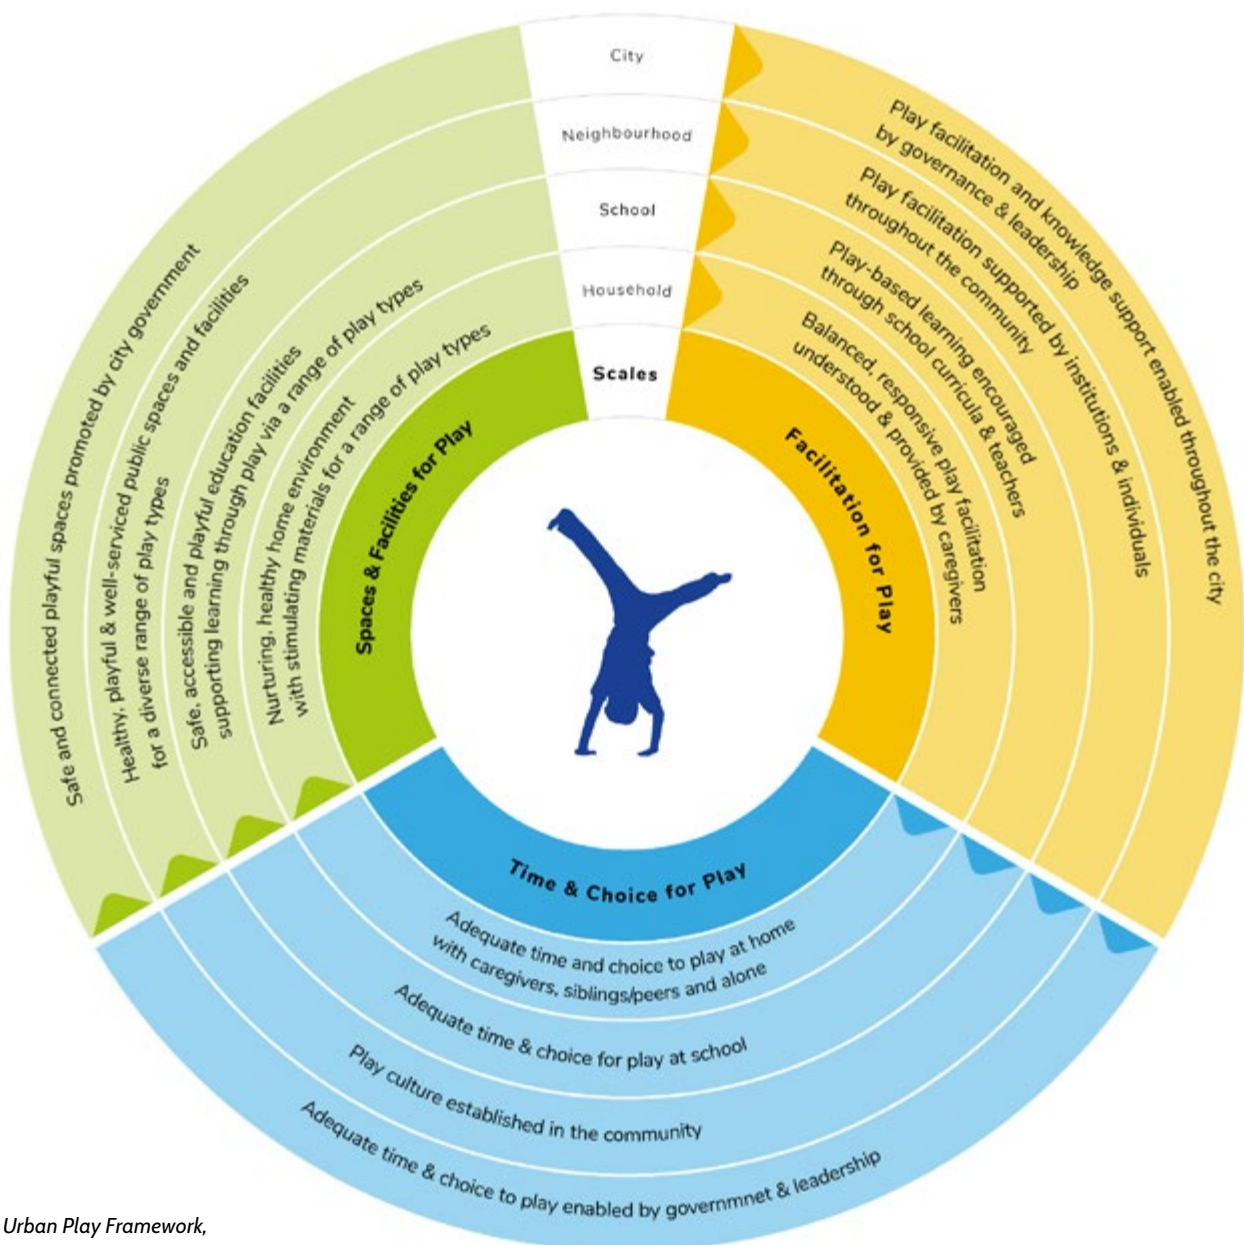 City
Neighbourhood
School
Household
Scales
Facilitation for Play
Play facilitation and knowledge support enabled throughout the city
by governance & leadership
Play facilitation supported by institutions & individuals
throughout the community
Play-based learning encouraged
through school curricula & teachers
Balanced, responsive play facilitation
understood & provided by caregivers
Time & Choice for Play
Adequate time and choice to play at home
with caregivers, siblings/peers and alone
Adequate time & choice for play at school
Play culture established in the community
Adequate time & choice to play enabled by governmnet & leadership
Spaces & Facilities for Play
Safe and connected playful spaces promoted by city government
Healthy, playful & well-serviced public spaces and facilities
for a diverse range of play types
Safe, accessible and playful education facilities
supporting learning through play via a range of play types
Nurturing, healthy home environment
with stimulating materials for a range of play types
Urban Play Framework,